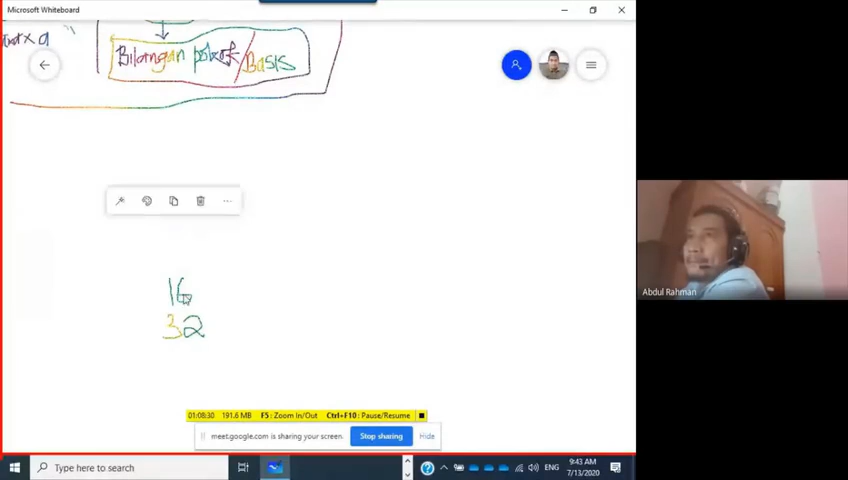 Microsoft Whiteboard
Bilangan pokok/Basis
16
32
Abdul Rahman
01:08:30 191.6 MB F5: Zoom In/Out Ctrl+F10: Pause/Resume
meet.google.com is sharing your screen. Stop sharing Hide
Type here to search
ENG
9:43 AM
7/13/2020